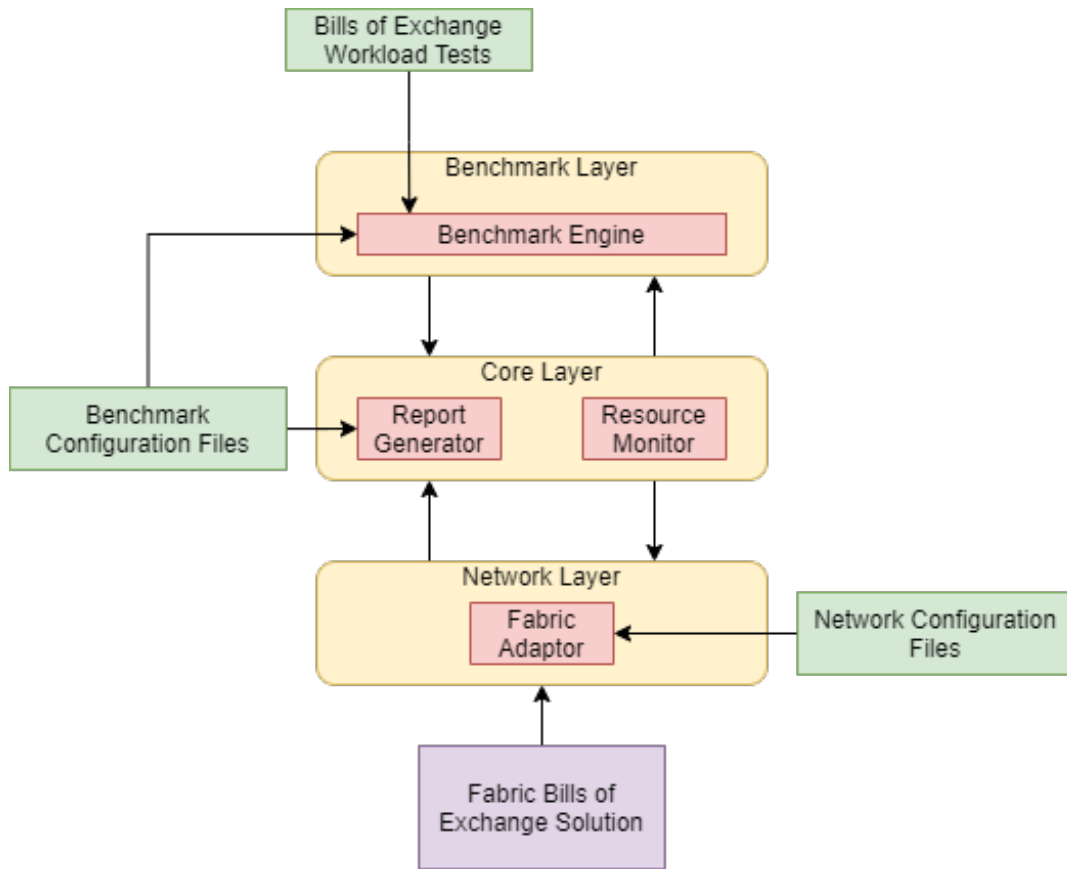 Bills of Exchange
Workload Tests
Benchmark Layer
Benchmark Engine
Core Layer
Benchmark
Configuration Files
Report
Generator
Resource
Monitor
Network Layer
Fabric
Adaptor
Network Configuration
Files
Fabric Bills of
Exchange Solution